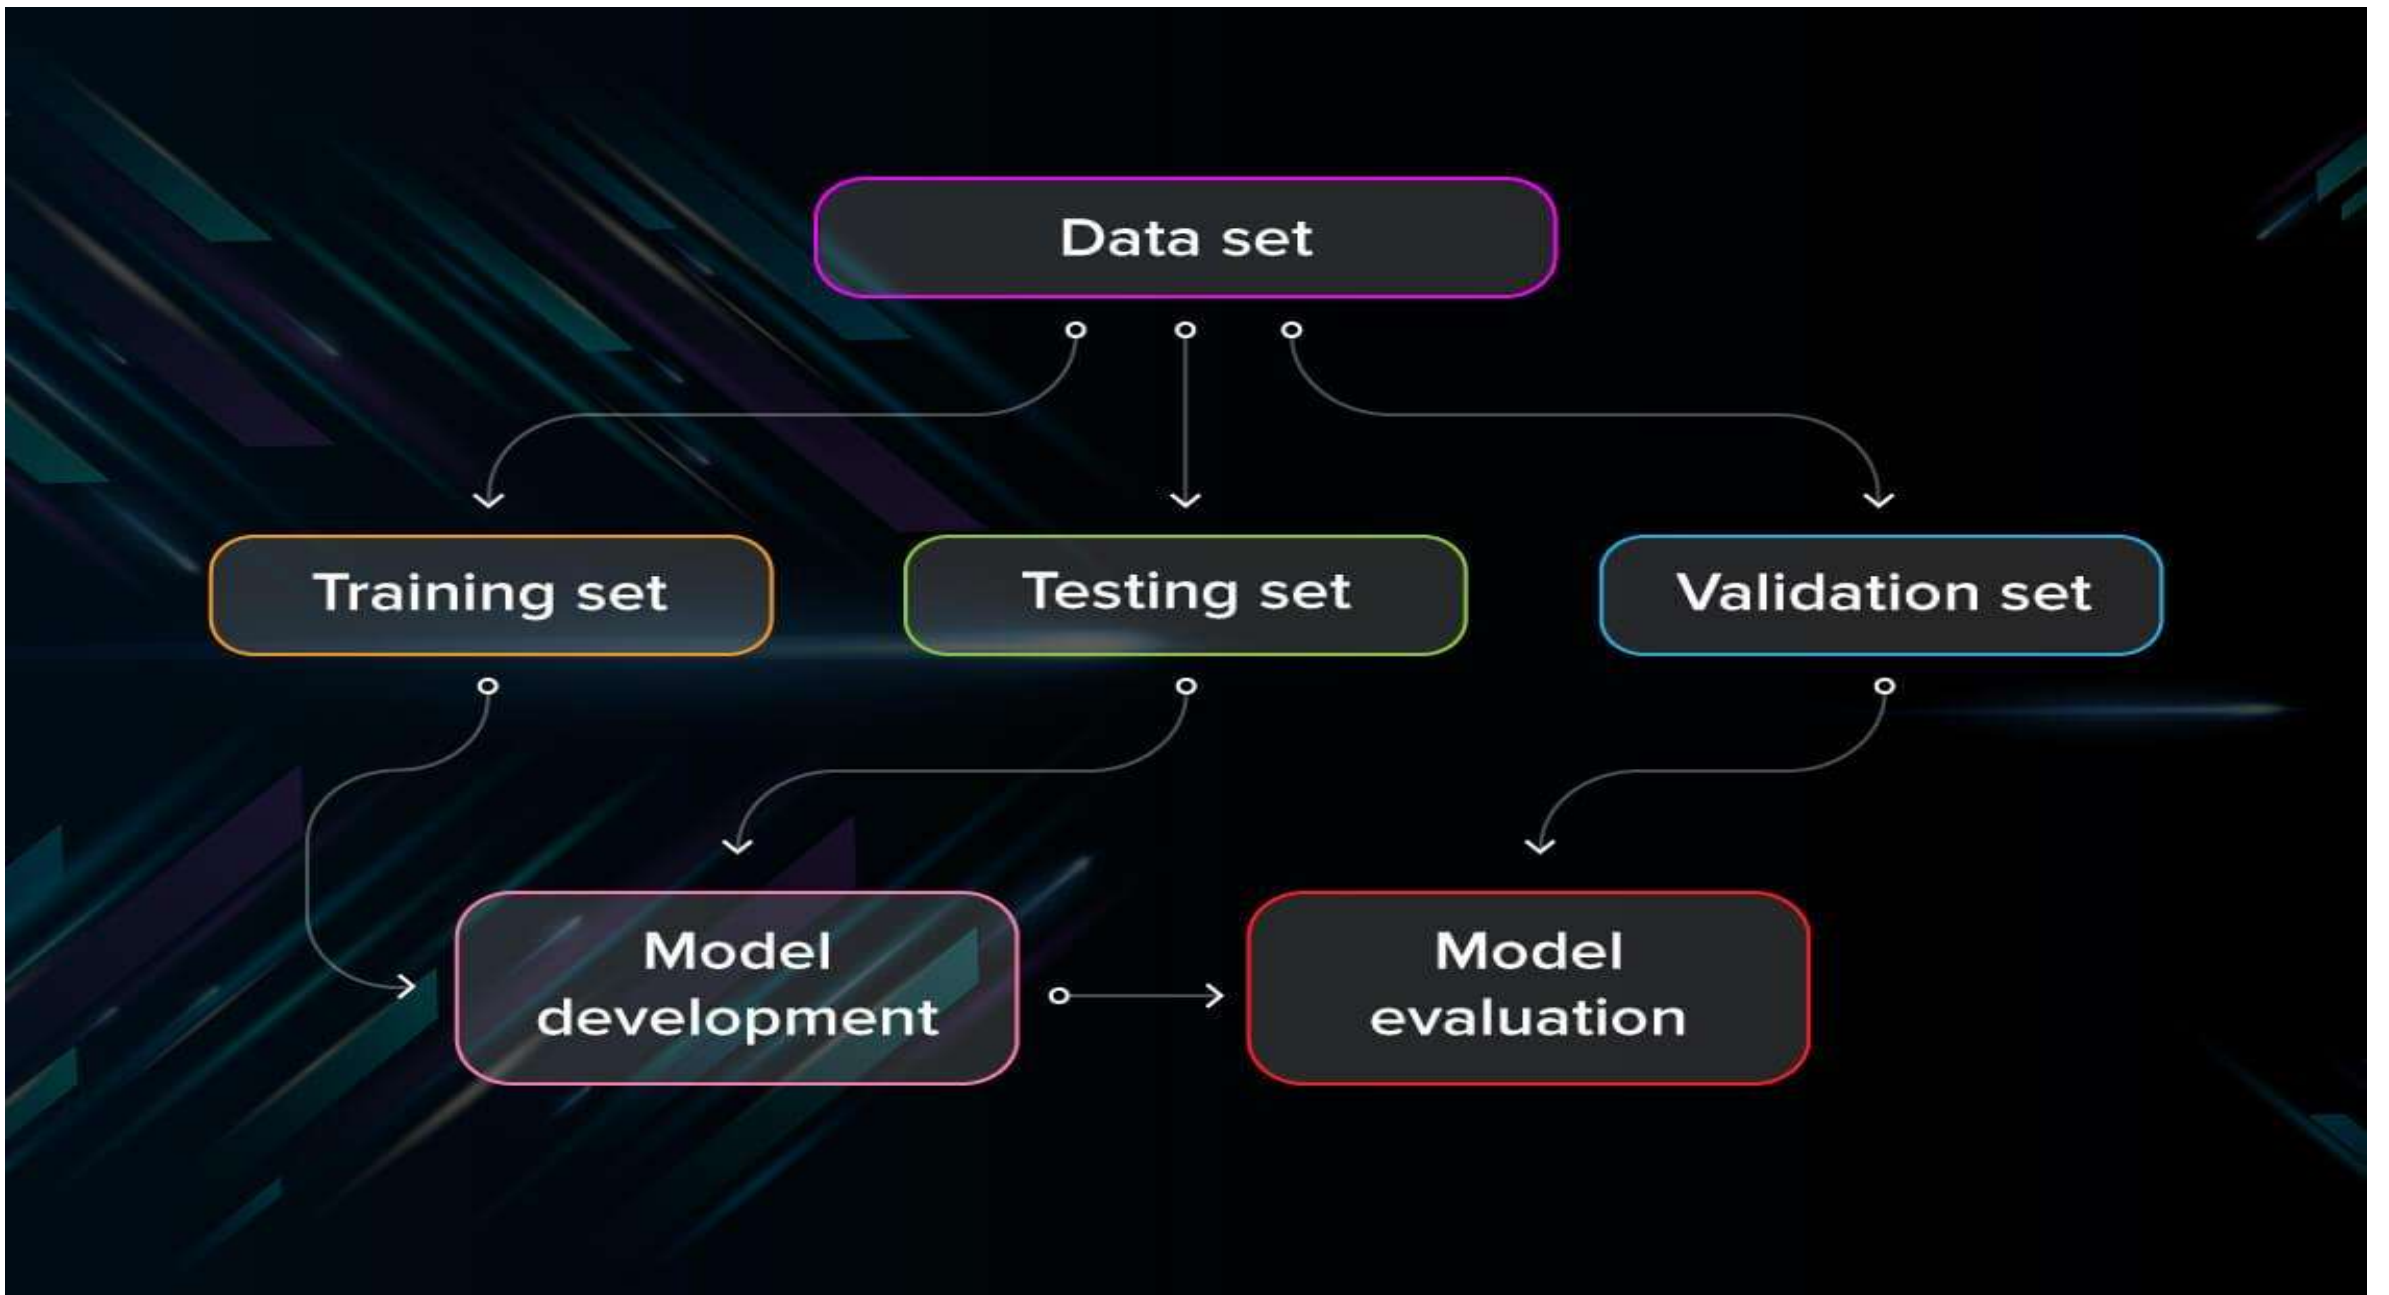 Data set
Training set
Testing set
Validation set
Model
development
Model
evaluation